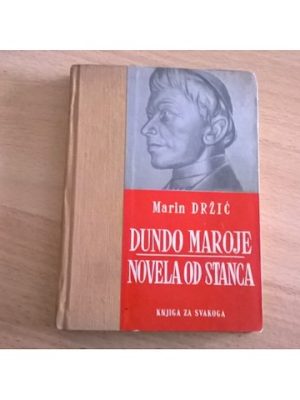 Marin DRŽIĆ
DUNDO MAROJE
NOVELA OD STANCA
KNJIGA ZA SVAKOGA